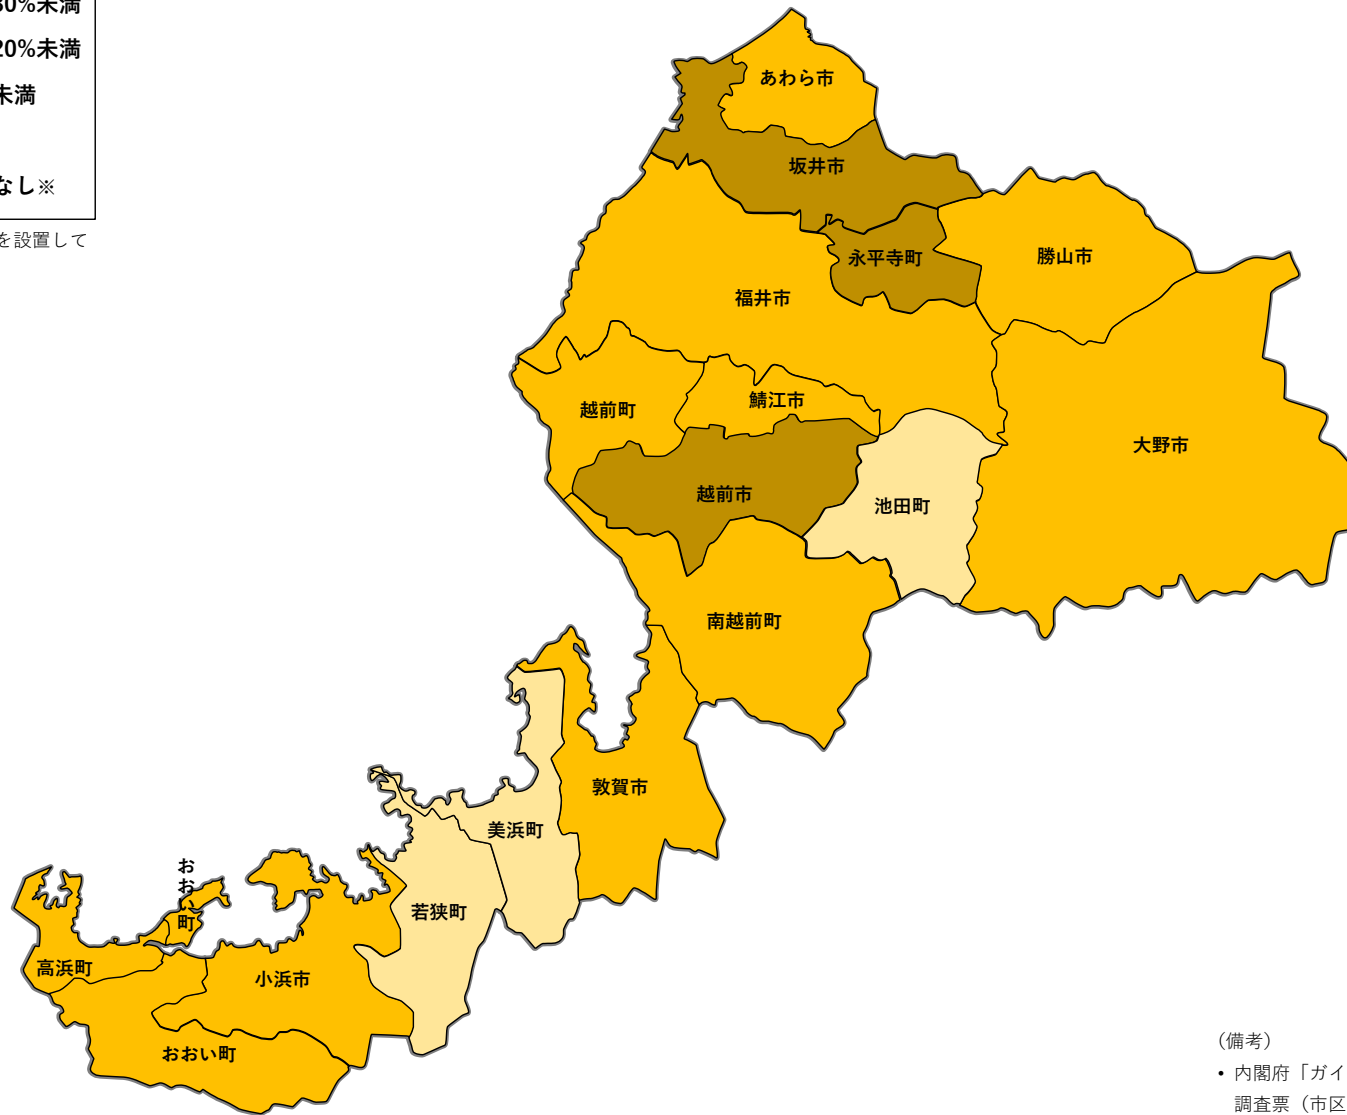 30%未満
20%未満
未満
なし※
を設置して
あわら市
坂井市
永平寺町
勝山市
福井市
越前町
鯖江市
大野市
越前市
池田町
南越前町
敦賀市
美浜町
おおい町
若狭町
高浜町
小浜市
おおい町
（備考）
• 内閣府「ガイ
調査票（市区